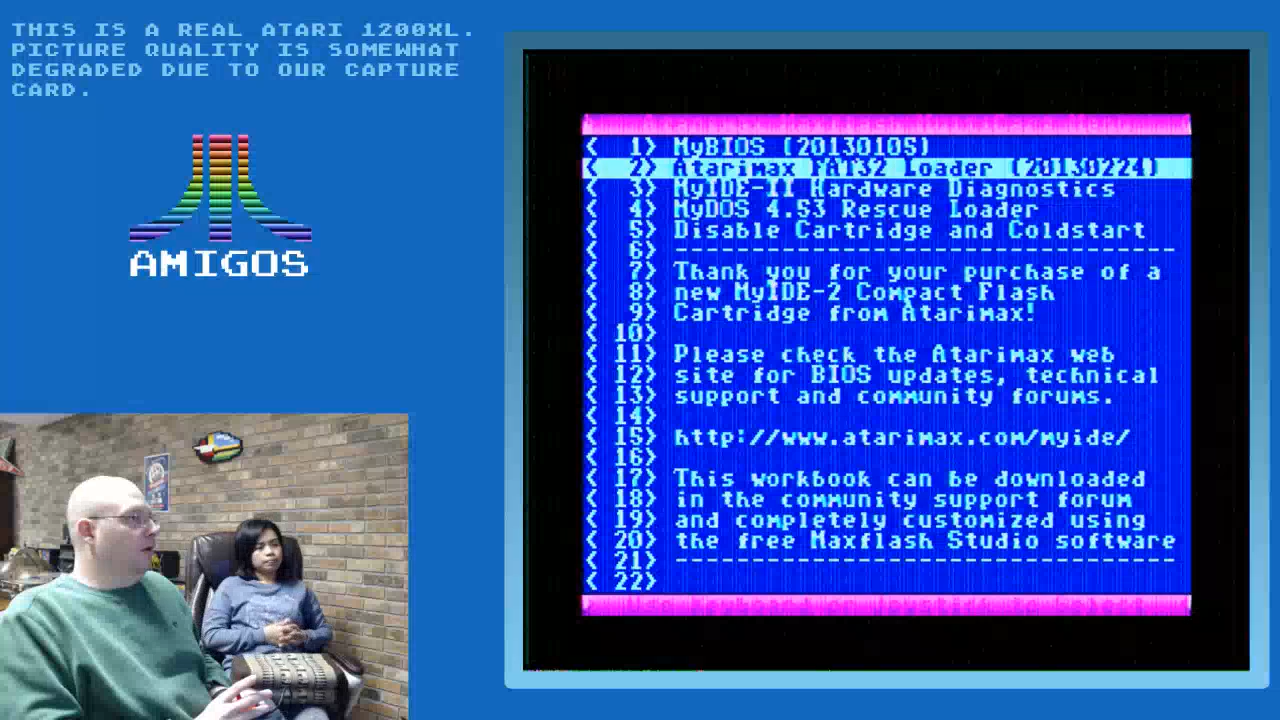 THIS IS A REAL ATARI 1200XL.
PICTURE QUALITY IS SOMEWHAT
DEGRADED DUE TO OUR CAPTURE
CARD.
AMIGOS
< 1> MyBIOS (20130105)
< 2> Atarimax FAT32 Loader (20130224)
< 3> MyIDE-II Hardware Diagnostics
< 4> MyDOS 4.53 Rescue Loader
< 5> Disable Cartridge and Coldstart
< 6> ---------------------------------
< 7> Thank you for your purchase of a
< 8> new MyIDE-2 Compact Flash
< 9> Cartridge from Atarimax!
< 10>
< 11> Please check the Atarimax web
< 12> site for BIOS updates, technical
< 13> support and community forums.
< 14>
< 15> http://www.atarimax.com/myide/
< 16>
< 17> This workbook can be downloaded
< 18> in the community support forum
< 19> and completely customized using
< 20> the free Maxflash Studio software
< 21> ---------------------------------
< 22>